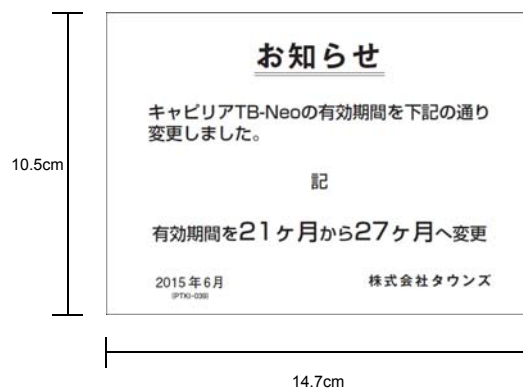 お知らせ
キャピリアTB-Neoの有効期間を下記の通り
変更しました。
記
有効期間を21ヶ月から27ヶ月へ変更
2015年6月
(PTKI-039)
株式会社タウンズ
10.5cm
14.7cm